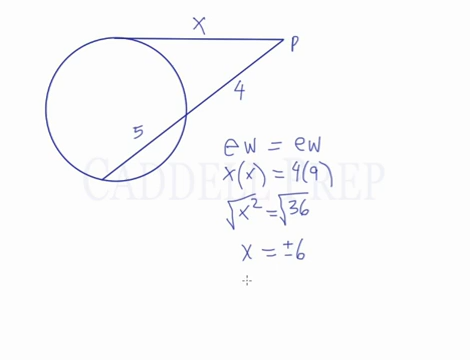 x
P
4
5
ew = ew
x(x) = 4(9)
√x² = √36
x = ±6
CADDELL PREP